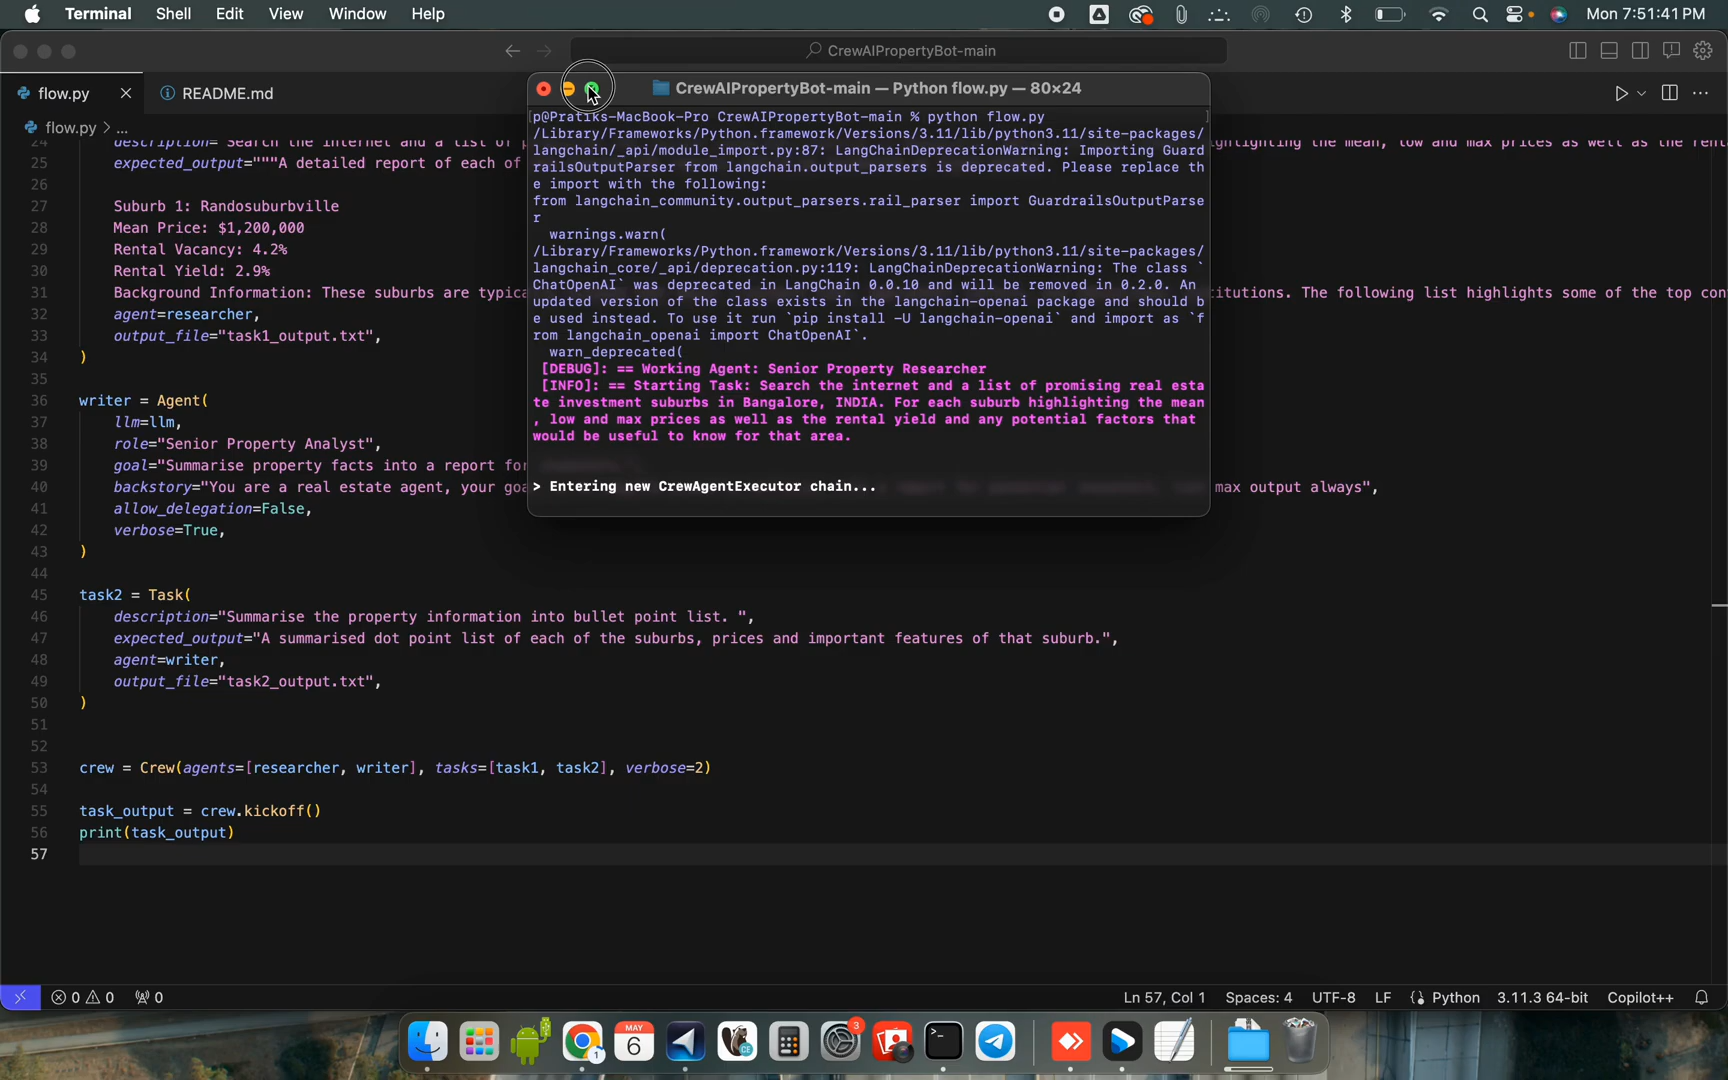 Terminal Shell Edit View Window Help
Mon 7:51:41 PM
CrewAIPropertyBot-main
flow.py
README.md
flow.py > ...
24 description="Search the internet and a list of
25 expected_output="""A detailed report of each of
26
27 Suburb 1: Randosuburbville
28 Mean Price: $1,200,000
29 Rental Vacancy: 4.2%
30 Rental Yield: 2.9%
31 Background Information: These suburbs are typica
32 agent=researcher,
33 output_file="task1_output.txt",
34 )
35
36 writer = Agent(
37 llm=llm,
38 role="Senior Property Analyst",
39 goal="Summarise property facts into a report for
40 backstory="You are a real estate agent, your goa
41 allow_delegation=False,
42 verbose=True,
43 )
44
45 task2 = Task(
46 description="Summarise the property information into bullet point list. ",
47 expected_output="A summarised dot point list of each of the suburbs, prices and important features of that suburb.",
48 agent=writer,
49 output_file="task2_output.txt",
50 )
51
52
53 crew = Crew(agents=[researcher, writer], tasks=[task1, task2], verbose=2)
54
55 task_output = crew.kickoff()
56 print(task_output)
57
highlighting the mean, low and max prices as well as the rent
titutions. The following list highlights some of the top con
max output always",
CrewAIPropertyBot-main — Python flow.py — 80×24
[p@Pratiks-MacBook-Pro CrewAIPropertyBot-main % python flow.py ]
/Library/Frameworks/Python.framework/Versions/3.11/lib/python3.11/site-packages/
langchain/_api/module_import.py:87: LangChainDeprecationWarning: Importing Guard
railsOutputParser from langchain.output_parsers is deprecated. Please replace th
e import with the following:
from langchain_community.output_parsers.rail_parser import GuardrailsOutputParse
r
warnings.warn(
/Library/Frameworks/Python.framework/Versions/3.11/lib/python3.11/site-packages/
langchain_core/_api/deprecation.py:119: LangChainDeprecationWarning: The class `
ChatOpenAI` was deprecated in LangChain 0.0.10 and will be removed in 0.2.0. An
updated version of the class exists in the langchain-openai package and should b
e used instead. To use it run `pip install -U langchain-openai` and import as `f
rom langchain_openai import ChatOpenAI`.
warn_deprecated(
[DEBUG]: == Working Agent: Senior Property Researcher
[INFO]: == Starting Task: Search the internet and a list of promising real esta
te investment suburbs in Bangalore, INDIA. For each suburb highlighting the mean
, low and max prices as well as the rental yield and any potential factors that
would be useful to know for that area.
> Entering new CrewAgentExecutor chain...
0 0 0
Ln 57, Col 1 Spaces: 4 UTF-8 LF Python 3.11.3 64-bit Copilot++
1
MAY
6
CE
3